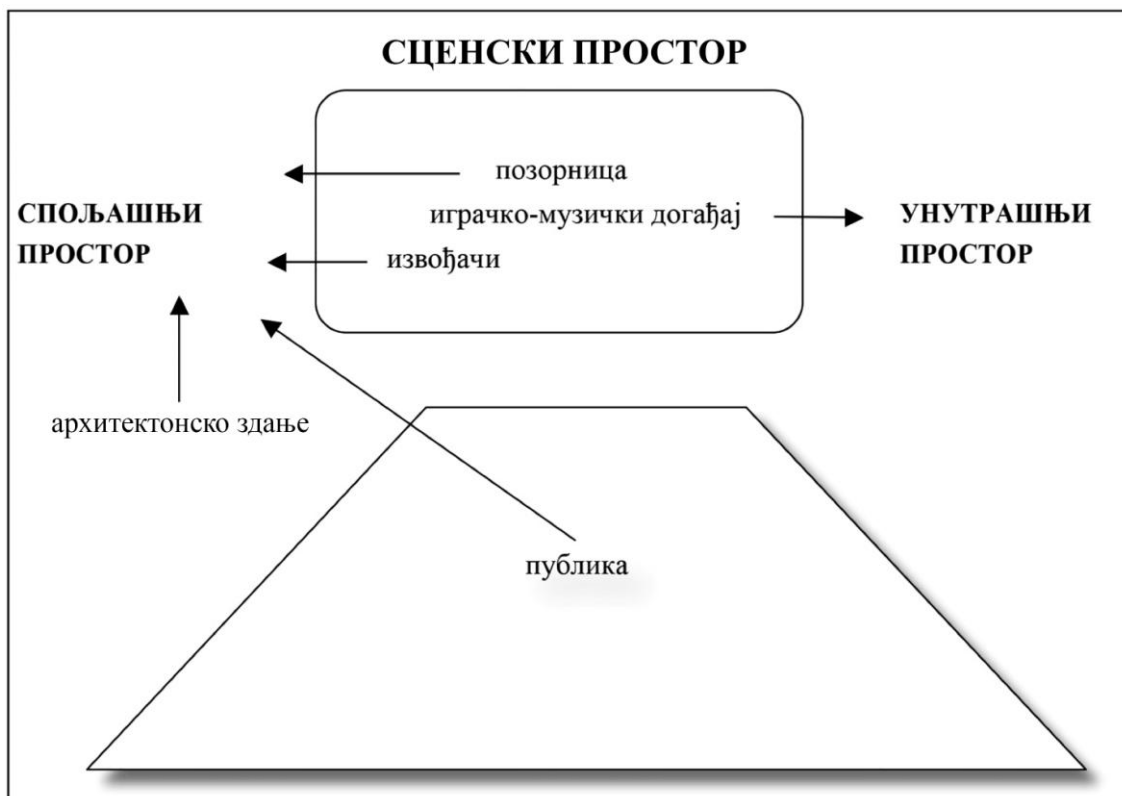 СЦЕНСКИ ПРОСТОР
позорница
СПОЉАШЊИ
ПРОСТОР
играчко-музички догађај
УНУТРАШЊИ
ПРОСТОР
извођачи
архитектонско здање
публика